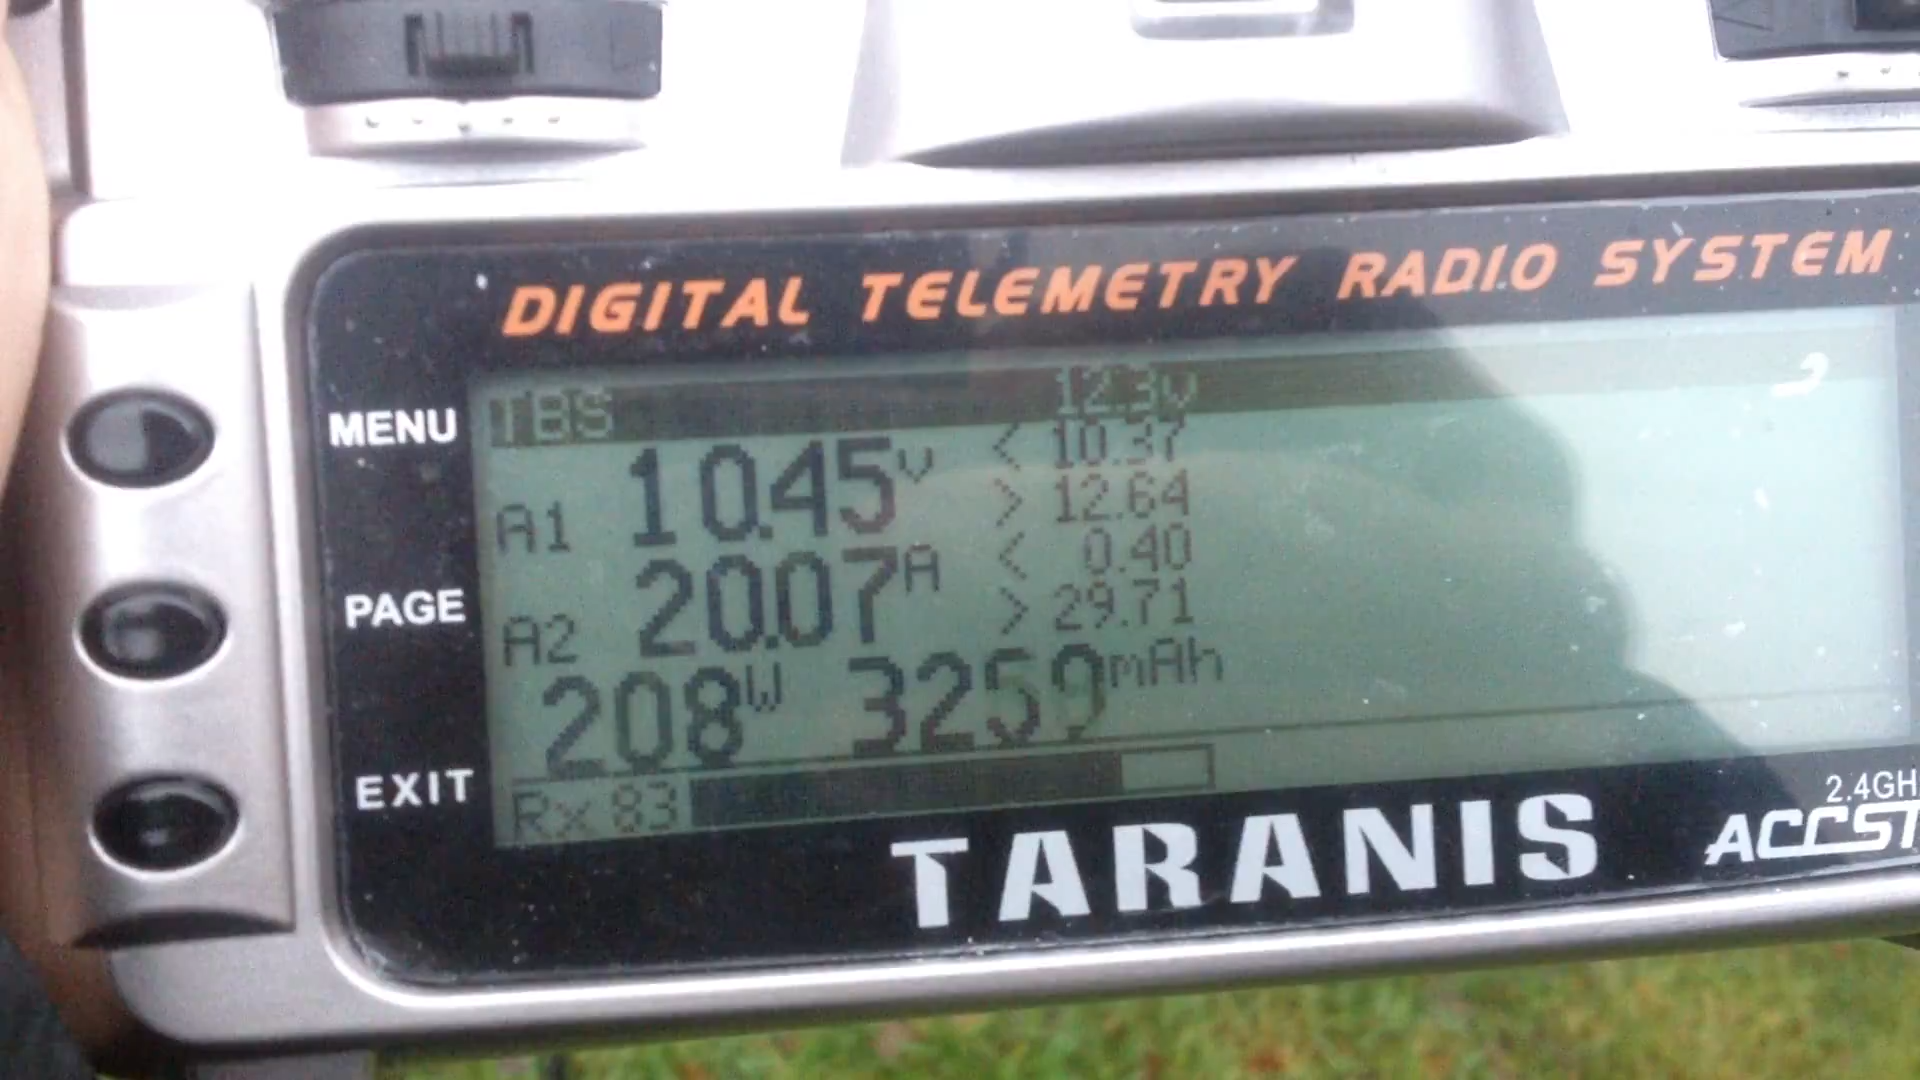 DIGITAL TELEMETRY RADIO SYSTEM
TBS 12.3v
A1 10.45v < 10.37
> 12.64
A2 20.07A < 0.40
> 29.71
208W 3259mAh
Rx 83
MENU
PAGE
EXIT
TARANIS
2.4GH
ACCST